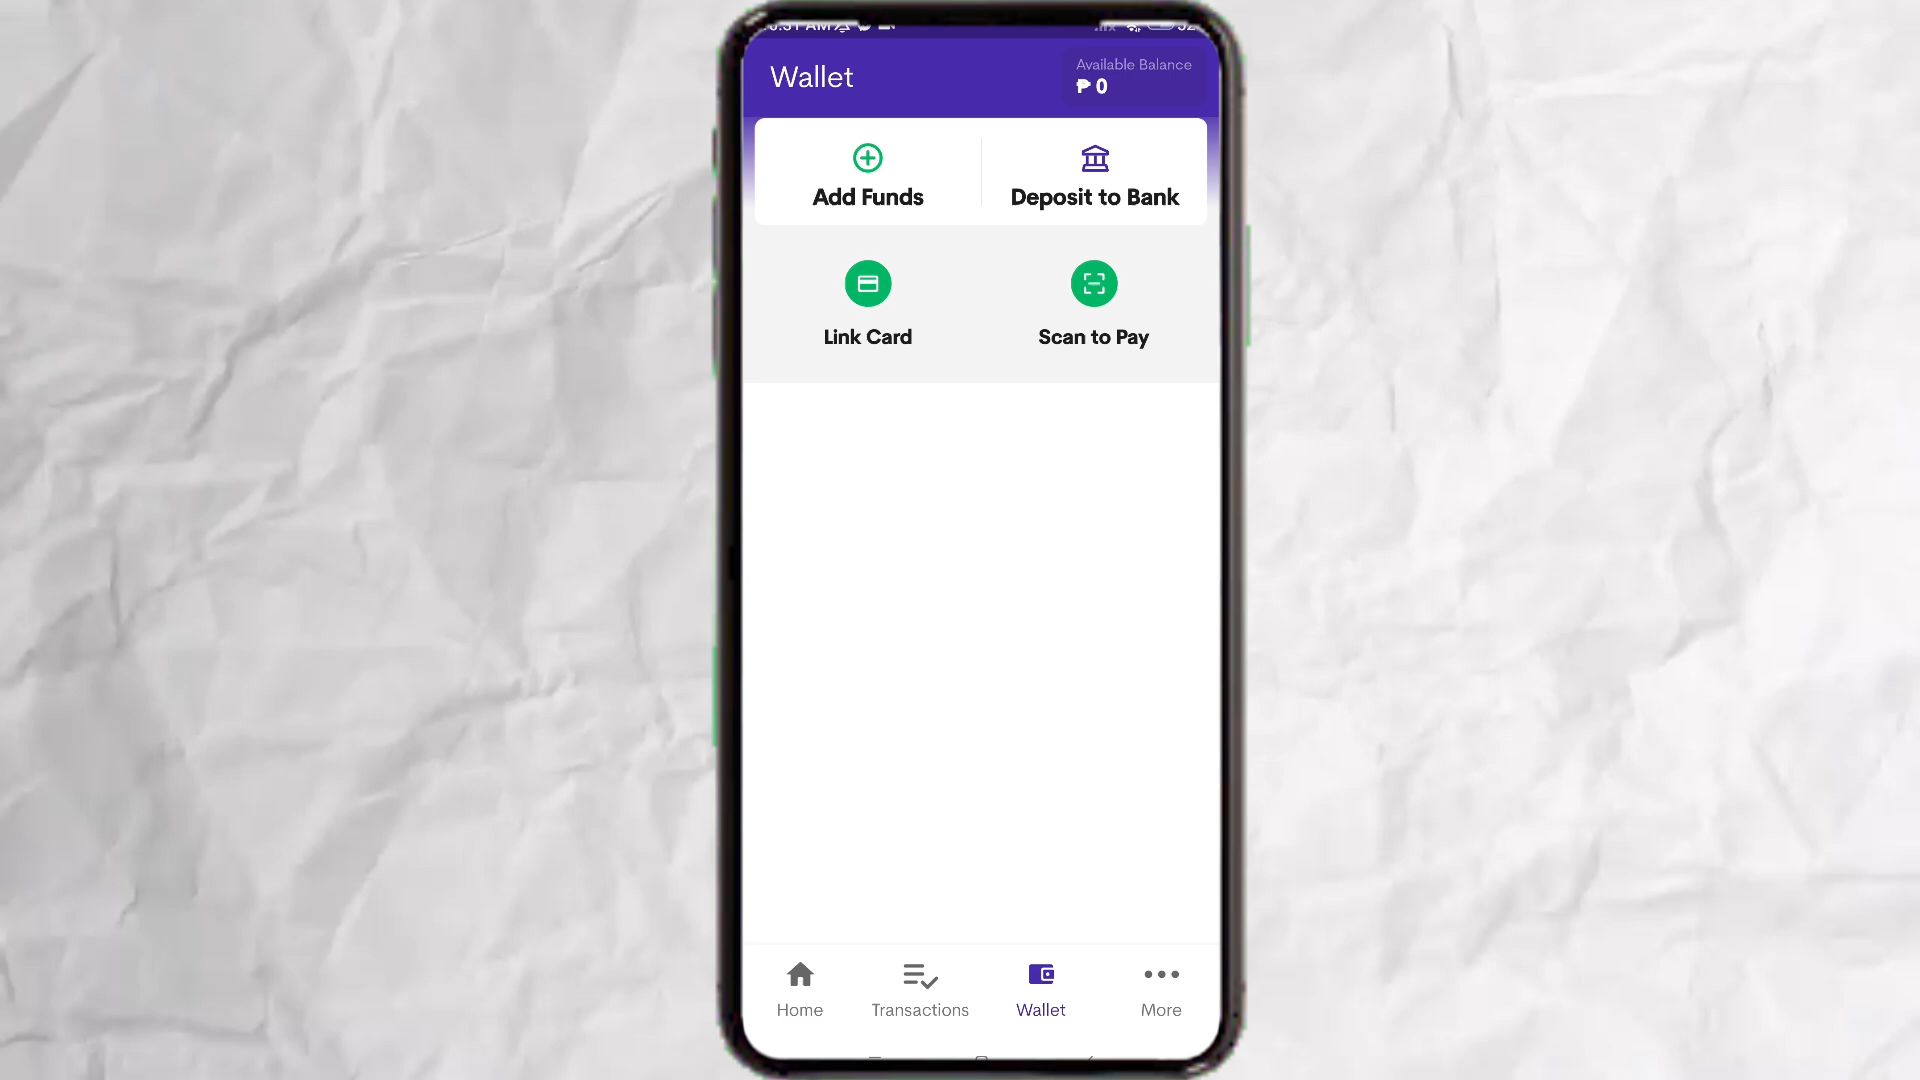 Wallet
Available Balance
₱ 0
Add Funds
Deposit to Bank
Link Card
Scan to Pay
Home
Transactions
Wallet
More